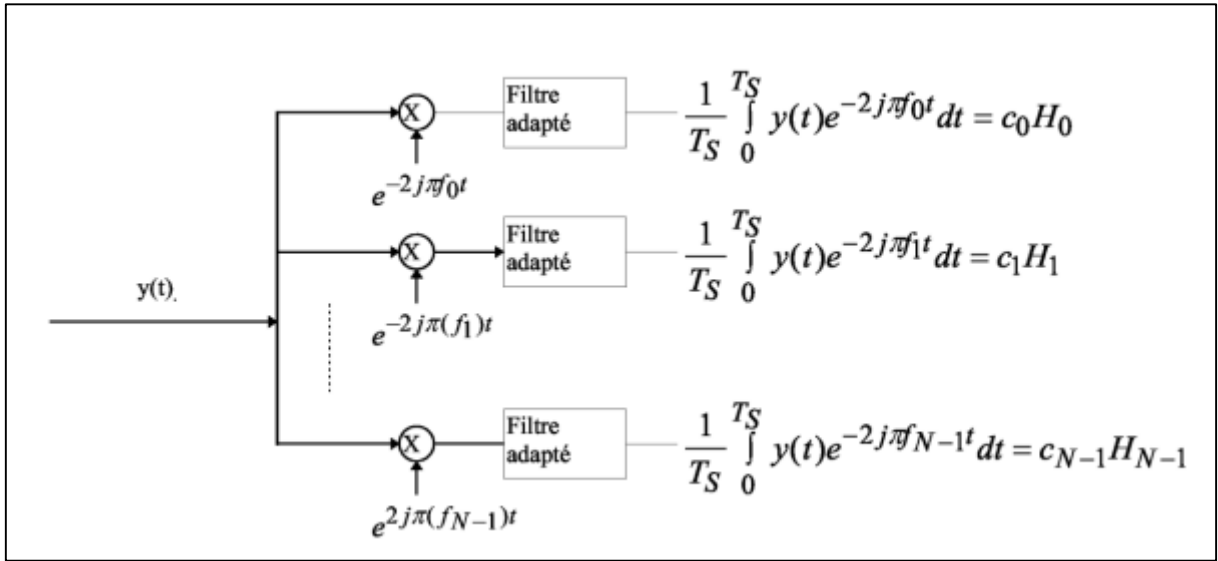 Filtre
adapté
1/T_S ∫_0^{T_S} y(t)e^{-2jπf_0t}dt = c_0H_0
e^{-2jπf_0t}
Filtre
adapté
1/T_S ∫_0^{T_S} y(t)e^{-2jπf_1t}dt = c_1H_1
y(t).
e^{-2jπ(f_1)t}
Filtre
adapté
1/T_S ∫_0^{T_S} y(t)e^{-2jπf_{N-1}t}dt = c_{N-1}H_{N-1}
e^{2jπ(f_{N-1})t}